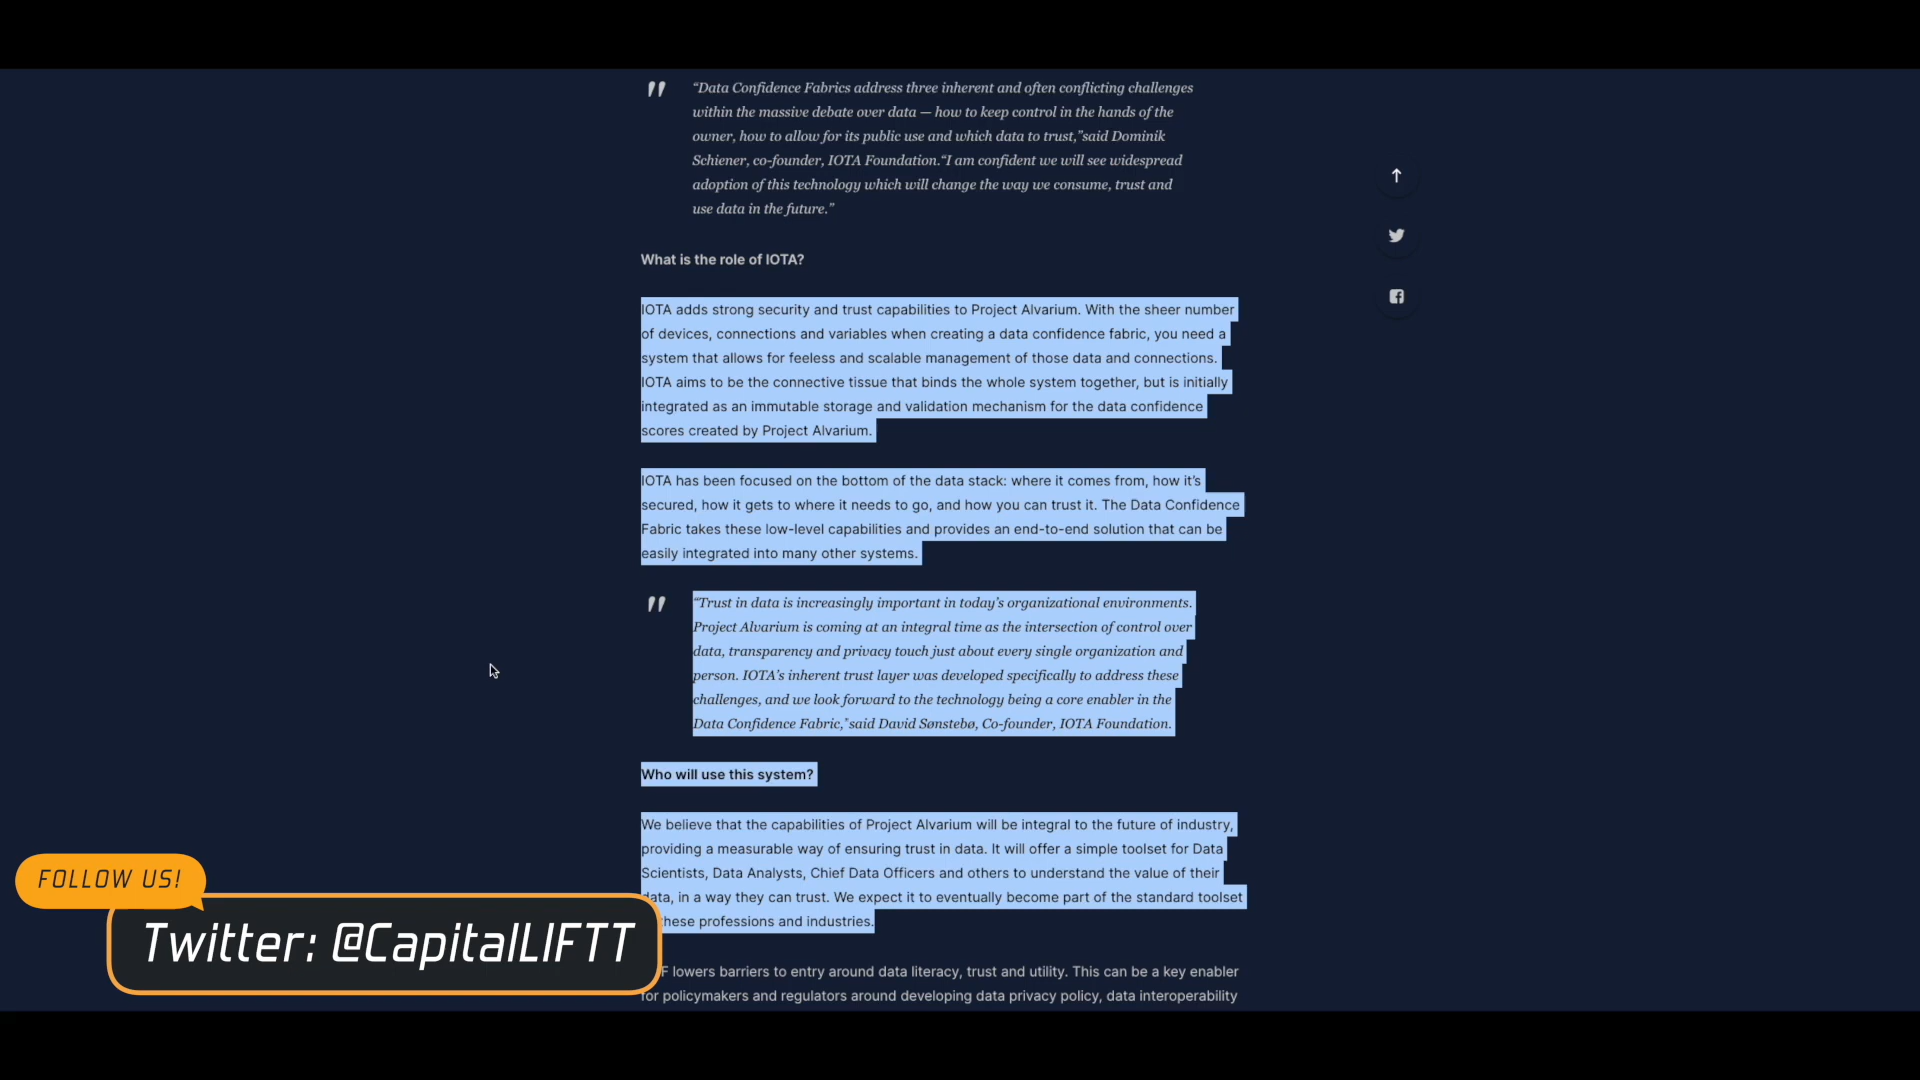 “Data Confidence Fabrics address three inherent and often conflicting challenges
within the massive debate over data — how to keep control in the hands of the
owner, how to allow for its public use and which data to trust,”said Dominik
Schiener, co-founder, IOTA Foundation.“I am confident we will see widespread
adoption of this technology which will change the way we consume, trust and
use data in the future.”
What is the role of IOTA?
IOTA adds strong security and trust capabilities to Project Alvarium. With the sheer number
of devices, connections and variables when creating a data confidence fabric, you need a
system that allows for feeless and scalable management of those data and connections.
IOTA aims to be the connective tissue that binds the whole system together, but is initially
integrated as an immutable storage and validation mechanism for the data confidence
scores created by Project Alvarium.
IOTA has been focused on the bottom of the data stack: where it comes from, how it’s
secured, how it gets to where it needs to go, and how you can trust it. The Data Confidence
Fabric takes these low-level capabilities and provides an end-to-end solution that can be
easily integrated into many other systems.
“Trust in data is increasingly important in today’s organizational environments.
Project Alvarium is coming at an integral time as the intersection of control over
data, transparency and privacy touch just about every single organization and
person. IOTA’s inherent trust layer was developed specifically to address these
challenges, and we look forward to the technology being a core enabler in the
Data Confidence Fabric,”said David Sønstebø, Co-founder, IOTA Foundation.
Who will use this system?
We believe that the capabilities of Project Alvarium will be integral to the future of industry,
providing a measurable way of ensuring trust in data. It will offer a simple toolset for Data
Scientists, Data Analysts, Chief Data Officers and others to understand the value of their
data, in a way they can trust. We expect it to eventually become part of the standard toolset
these professions and industries.
F lowers barriers to entry around data literacy, trust and utility. This can be a key enabler
for policymakers and regulators around developing data privacy policy, data interoperability
FOLLOW US!
Twitter: @CapitalLIFTT